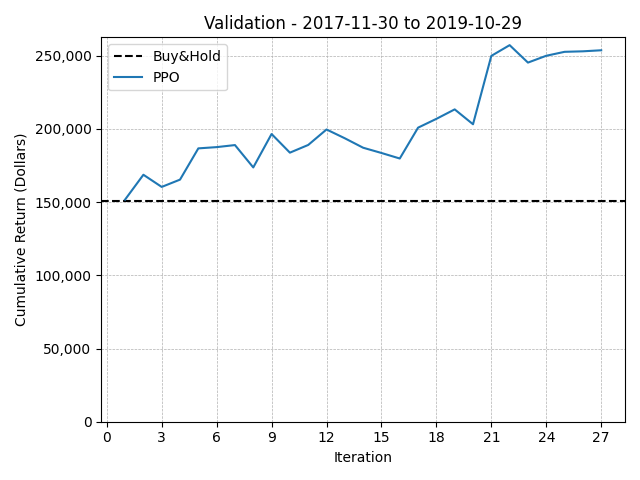 Validation - 2017-11-30 to 2019-10-29
Buy&Hold
PPO
Cumulative Return (Dollars)
250,000
200,000
150,000
100,000
50,000
0
0 3 6 9 12 15 18 21 24 27
Iteration